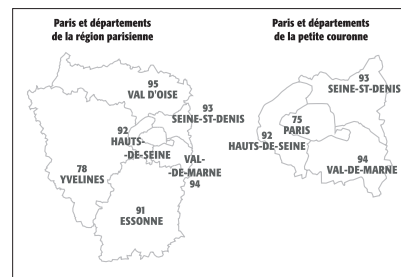 Paris et départements
de la région parisienne
95
VAL D'OISE
93
SEINE-ST-DENIS
92
HAUTS-
-DE-SEINE
78
YVELINES
VAL-
-DE-MARNE
94
91
ESSONNE
Paris et départements
de la petite couronne
93
SEINE-ST-DENIS
75
PARIS
92
HAUTS-DE-SEINE
94
VAL-DE-MARNE